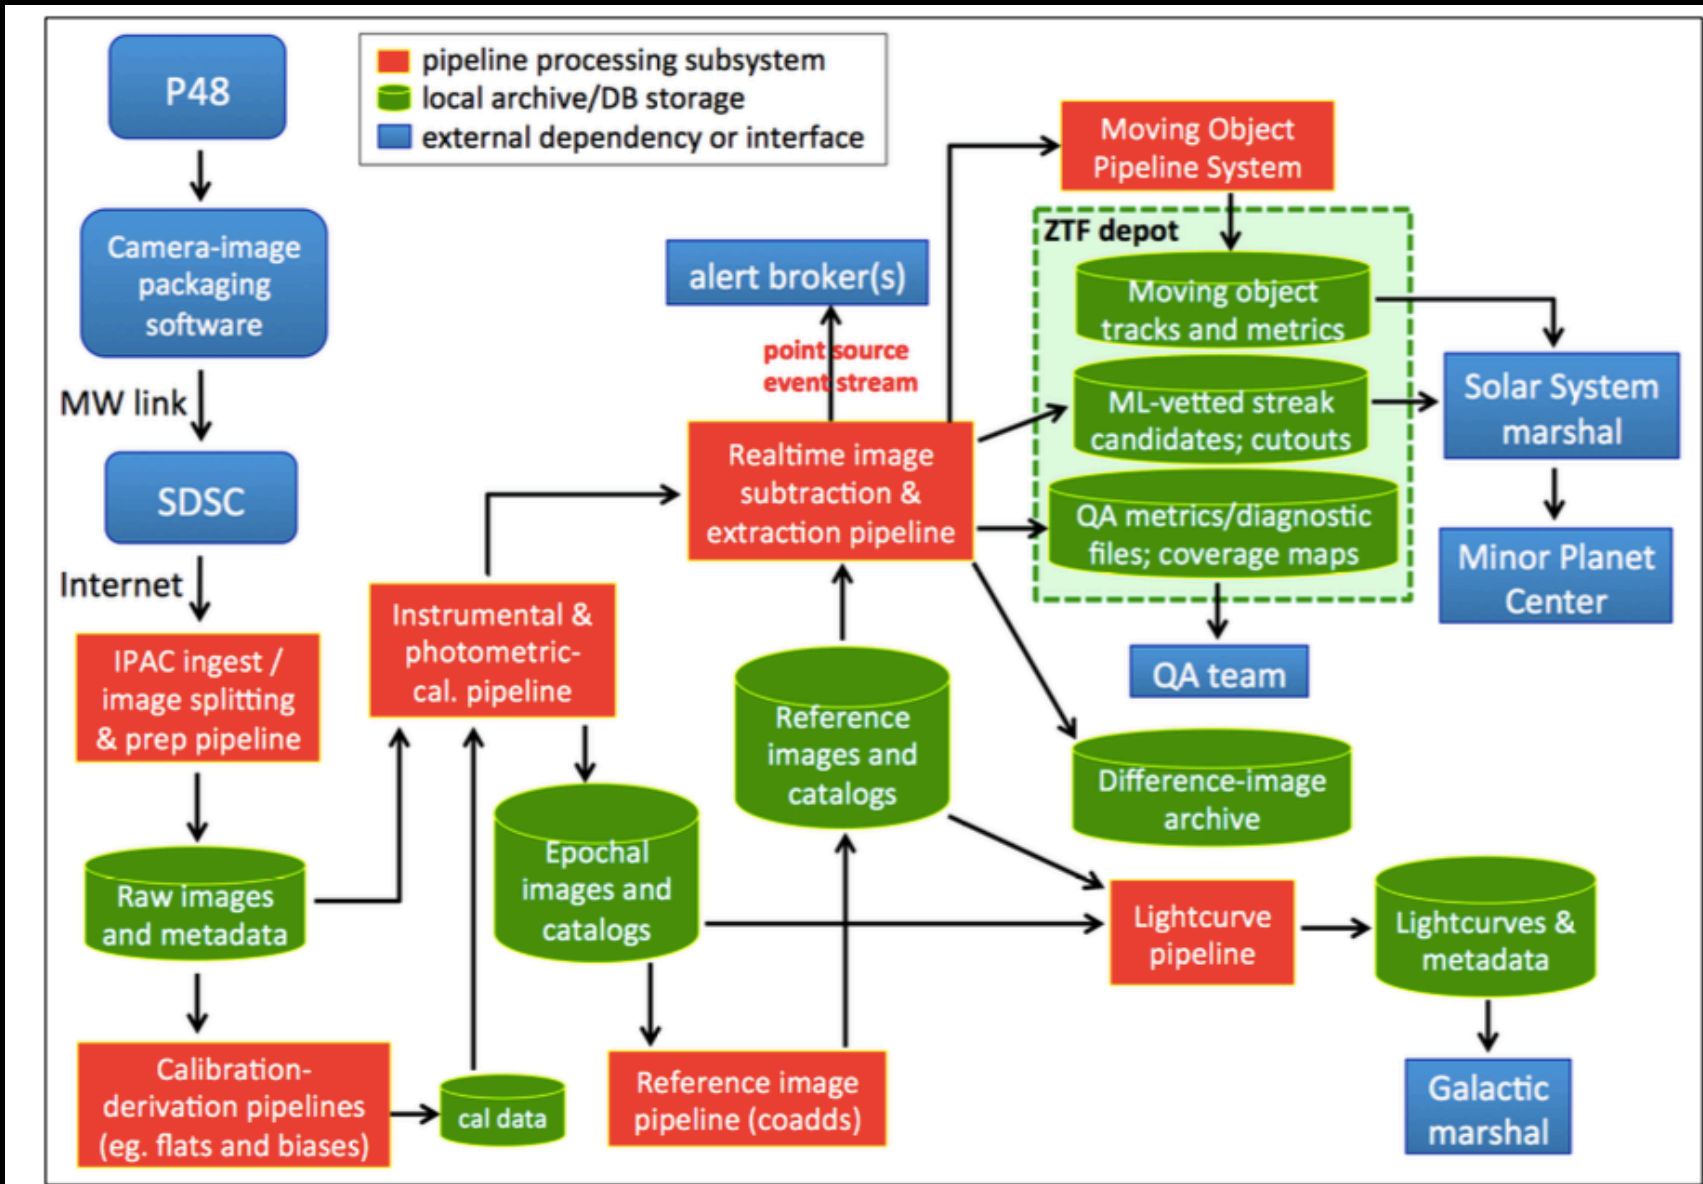 P48
pipeline processing subsystem
local archive/DB storage
external dependency or interface
Camera-image
packaging
software
MW link
SDSC
Internet
IPAC ingest /
image splitting
& prep pipeline
Raw images
and metadata
Calibration-
derivation pipelines
(eg. flats and biases)
cal data
Instrumental &
photometric-
cal. pipeline
Epochal
images and
catalogs
Reference image
pipeline (coadds)
Reference
images and
catalogs
Realtime image
subtraction &
extraction pipeline
point source
event stream
alert broker(s)
Moving Object
Pipeline System
ZTF depot
Moving object
tracks and metrics
ML-vetted streak
candidates; cutouts
QA metrics/diagnostic
files; coverage maps
QA team
Solar System
marshal
Minor Planet
Center
Difference-image
archive
Lightcurve
pipeline
Lightcurves &
metadata
Galactic
marshal